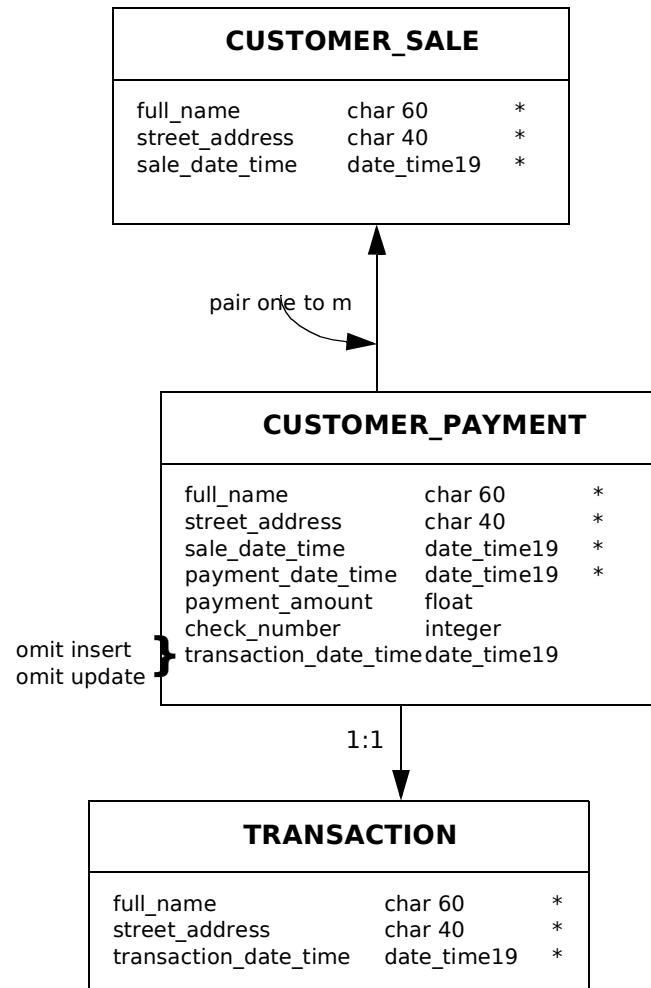 CUSTOMER_SALE
full_name char 60 *
street_address char 40 *
sale_date_time date_time19 *
pair one to m
CUSTOMER_PAYMENT
full_name char 60 *
street_address char 40 *
sale_date_time date_time19 *
payment_date_time date_time19 *
payment_amount float
check_number integer
omit insert } transaction_date_time date_time19
omit update
1:1
TRANSACTION
full_name char 60 *
street_address char 40 *
transaction_date_time date_time19 *